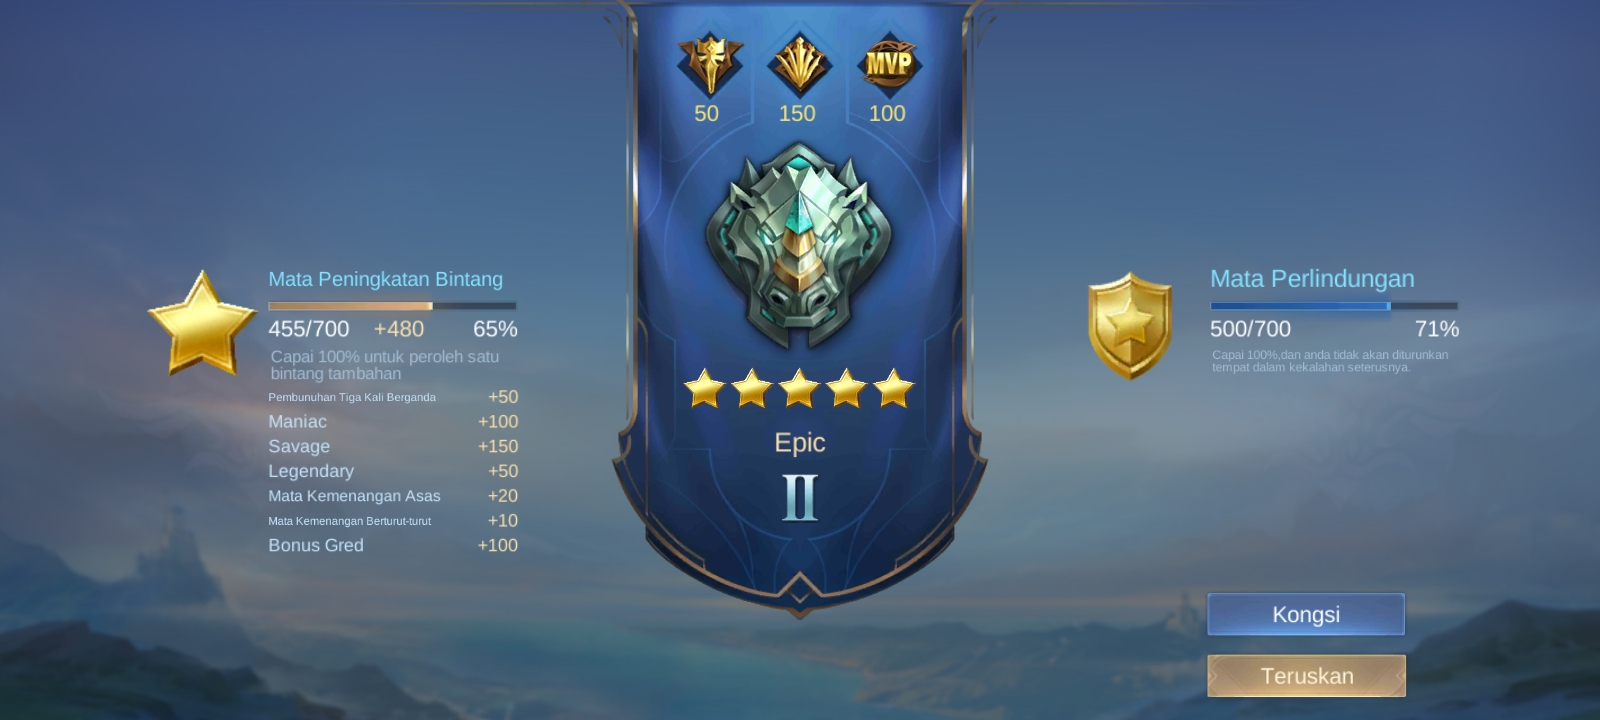 MVP
50 150 100
Mata Peningkatan Bintang
455/700 +480 65%
Capai 100% untuk peroleh satu
bintang tambahan
Pembunuhan Tiga Kali Berganda +50
Maniac +100
Savage +150
Legendary +50
Mata Kemenangan Asas +20
Mata Kemenangan Berturut-turut +10
Bonus Gred +100
Epic
II
Mata Perlindungan
500/700 71%
Capai 100%,dan anda tidak akan diturunkan
tempat dalam kekalahan seterusnya.
Kongsi
Teruskan